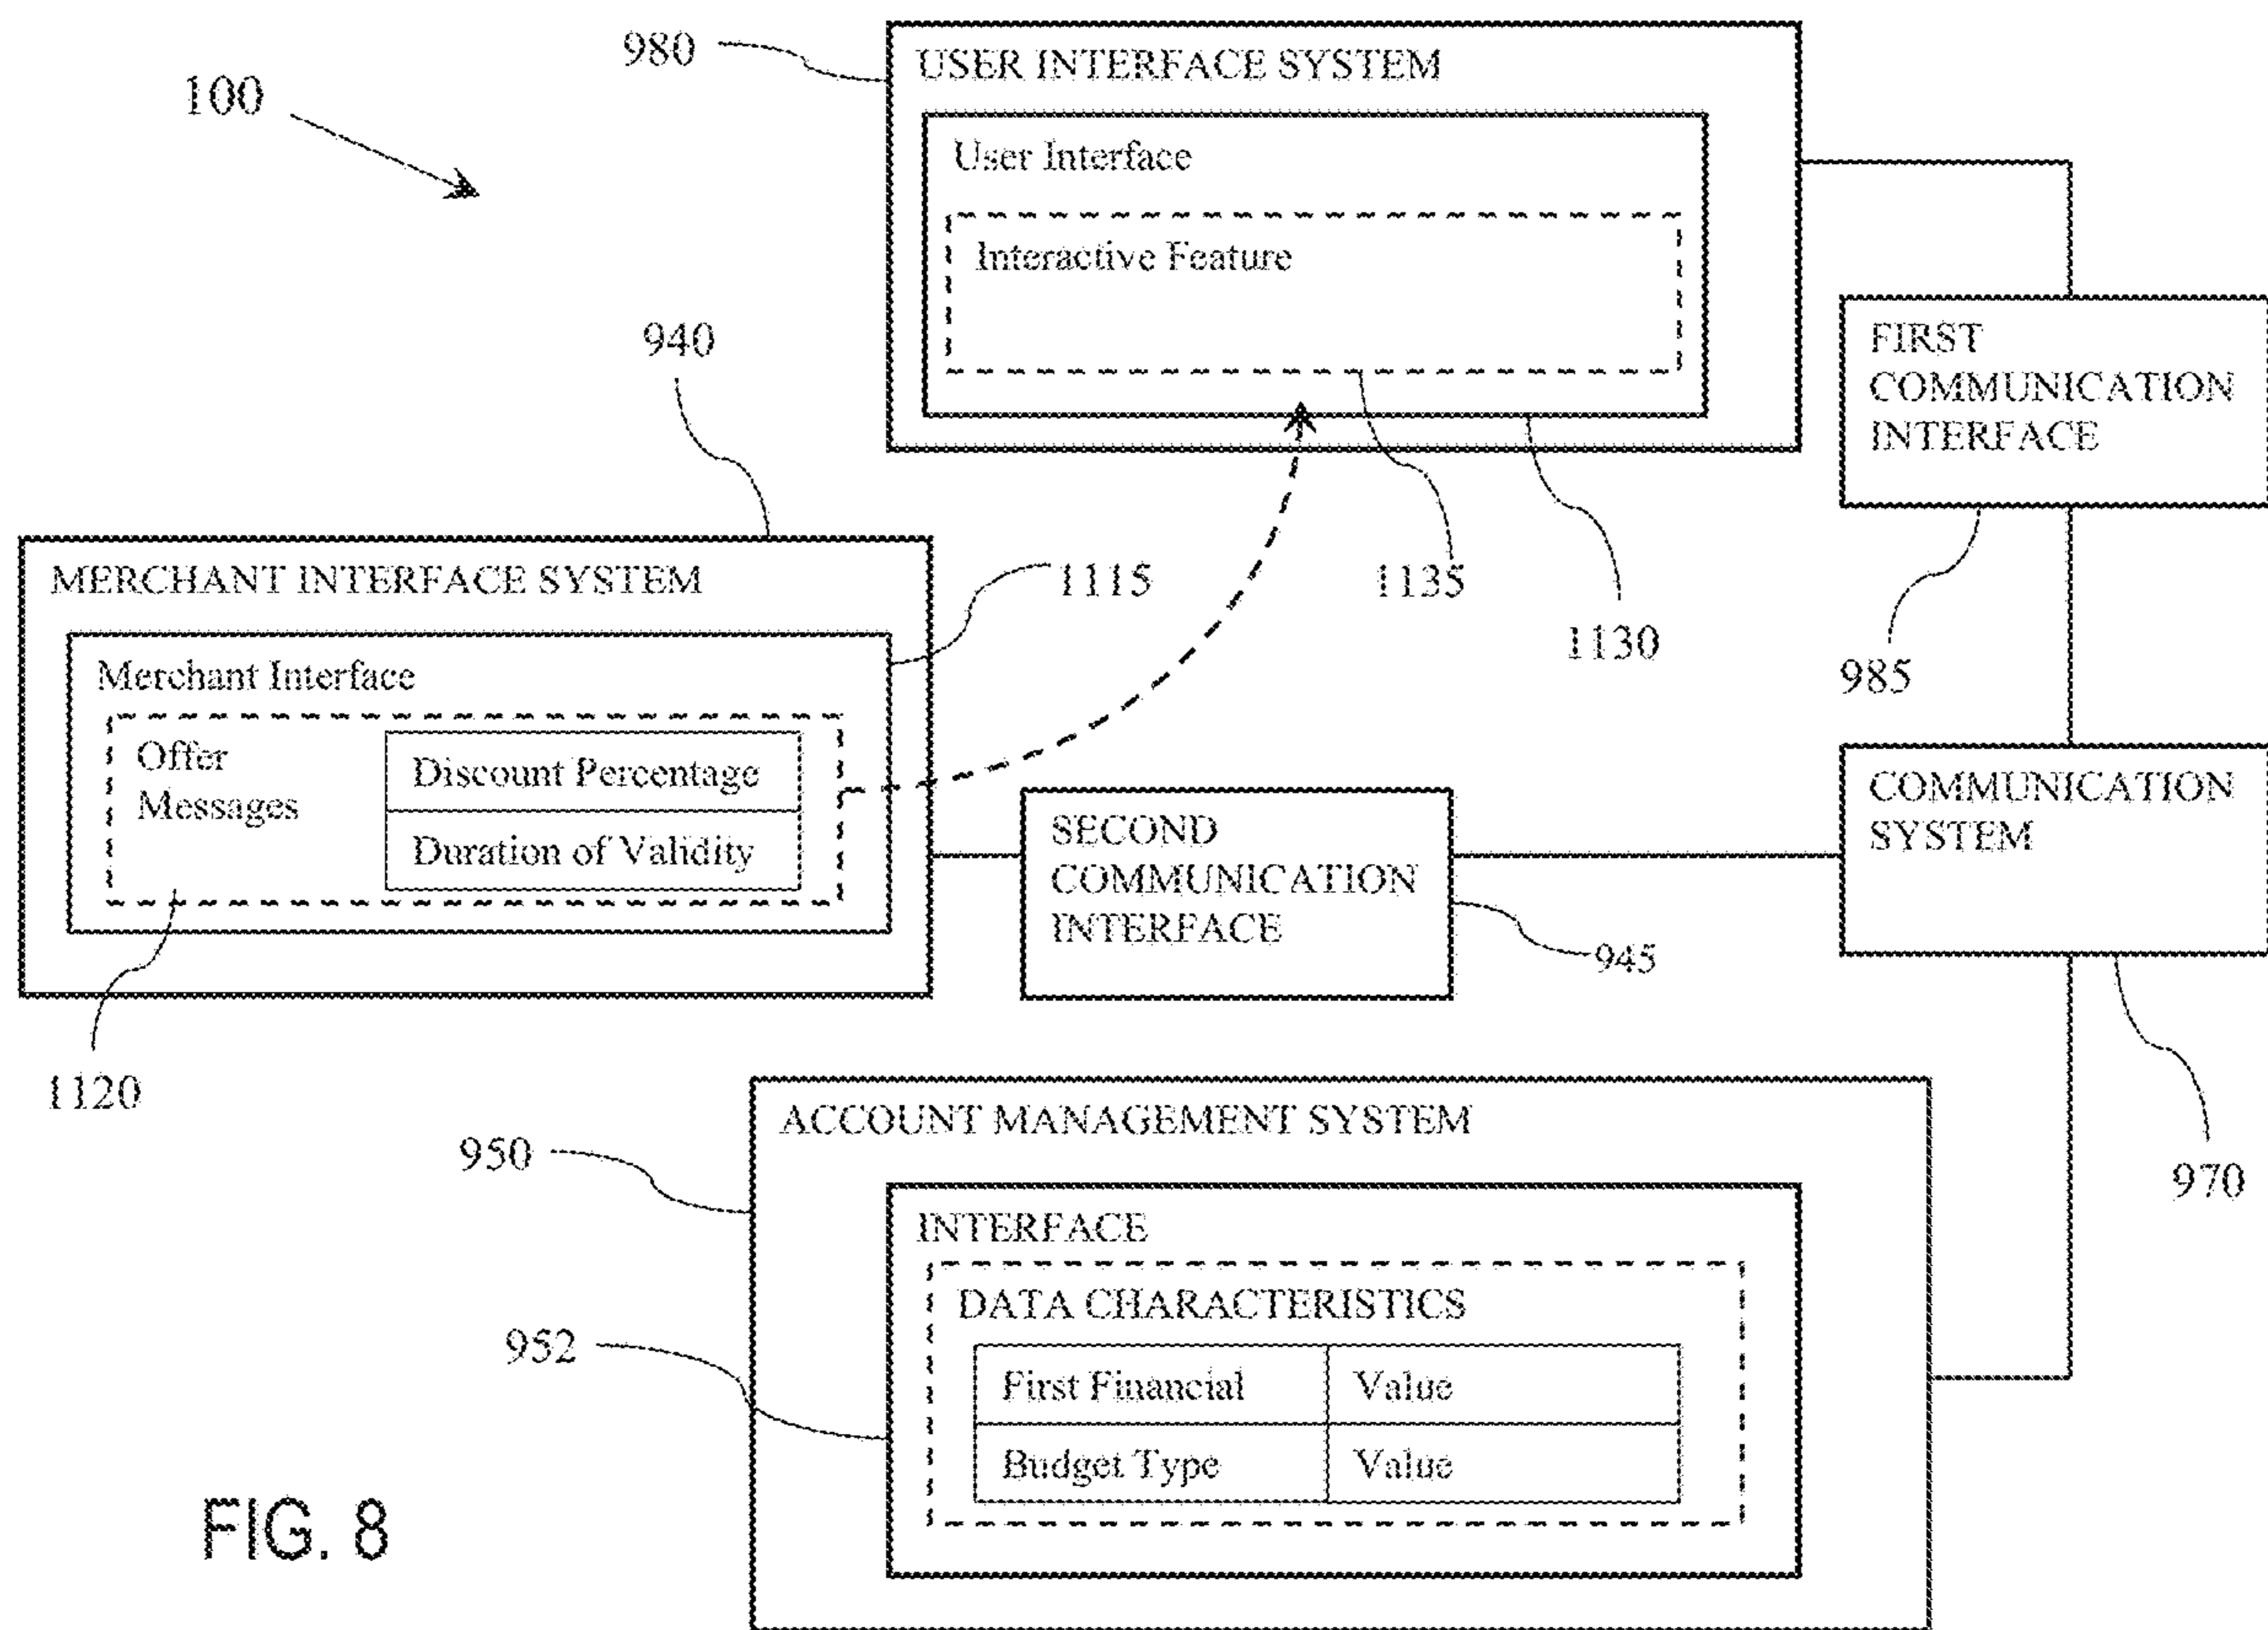 980
USER INTERFACE SYSTEM
100
User Interface
Interactive Feature
940
FIRST
COMMUNICATION
INTERFACE
MERCHANT INTERFACE SYSTEM
1115
1135
1130
985
Merchant Interface
Offer
Messages
Discount Percentage
Duration of Validity
SECOND
COMMUNICATION
INTERFACE
945
COMMUNICATION
SYSTEM
1120
970
950
ACCOUNT MANAGEMENT SYSTEM
INTERFACE
952
DATA CHARACTERISTICS
First Financial
Value
Budget Type
Value
FIG. 8